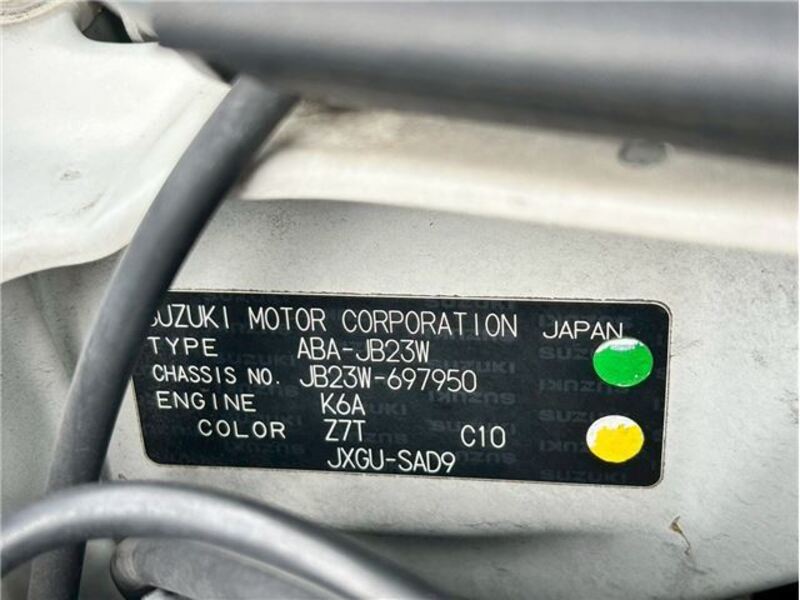 SUZUKI MOTOR CORPORATION JAPAN
TYPE ABA-JB23W
CHASSIS NO. JB23W-697950
ENGINE K6A
COLOR Z7T C10
JXGU-SAD9